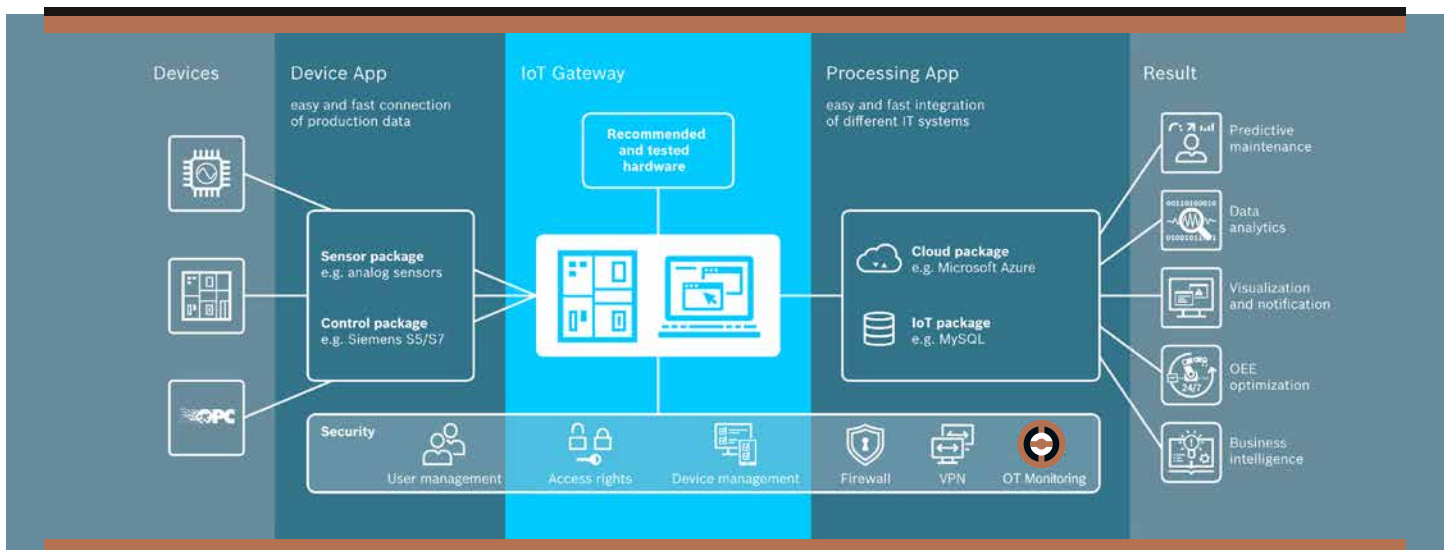 Devices
Device App
easy and fast connection
of production data
IoT Gateway
Processing App
easy and fast integration
of different IT systems
Result
Recommended
and tested
hardware
Sensor package
e.g. analog sensors
Control package
e.g. Siemens S5/S7
OPC
Cloud package
e.g. Microsoft Azure
IoT package
e.g. MySQL
Predictive
maintenance
Data
analytics
Visualization
and notification
24/7
OEE
optimization
Business
intelligence
Security
User management
Access rights
Device management
Firewall
VPN
OT Monitoring